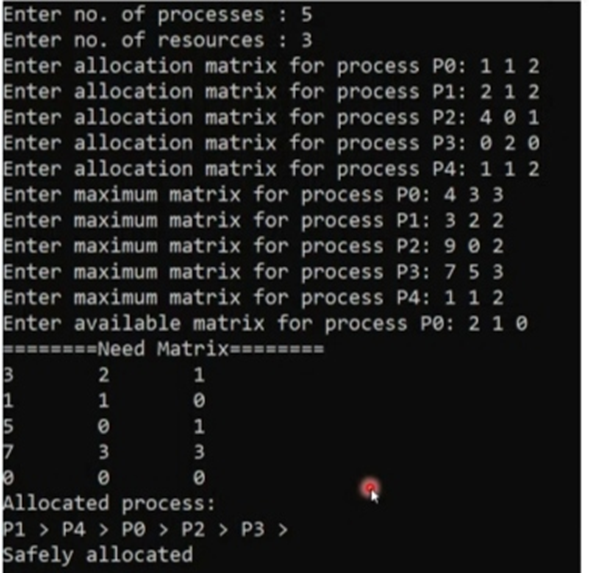 Enter no. of processes : 5
Enter no. of resources : 3
Enter allocation matrix for process P0: 1 1 2
Enter allocation matrix for process P1: 2 1 2
Enter allocation matrix for process P2: 4 0 1
Enter allocation matrix for process P3: 0 2 0
Enter allocation matrix for process P4: 1 1 2
Enter maximum matrix for process P0: 4 3 3
Enter maximum matrix for process P1: 3 2 2
Enter maximum matrix for process P2: 9 0 2
Enter maximum matrix for process P3: 7 5 3
Enter maximum matrix for process P4: 1 1 2
Enter available matrix for process P0: 2 1 0
========Need Matrix========
3 2 1
1 1 0
5 0 1
7 3 3
0 0 0
Allocated process:
P1 > P4 > P0 > P2 > P3 >
Safely allocated